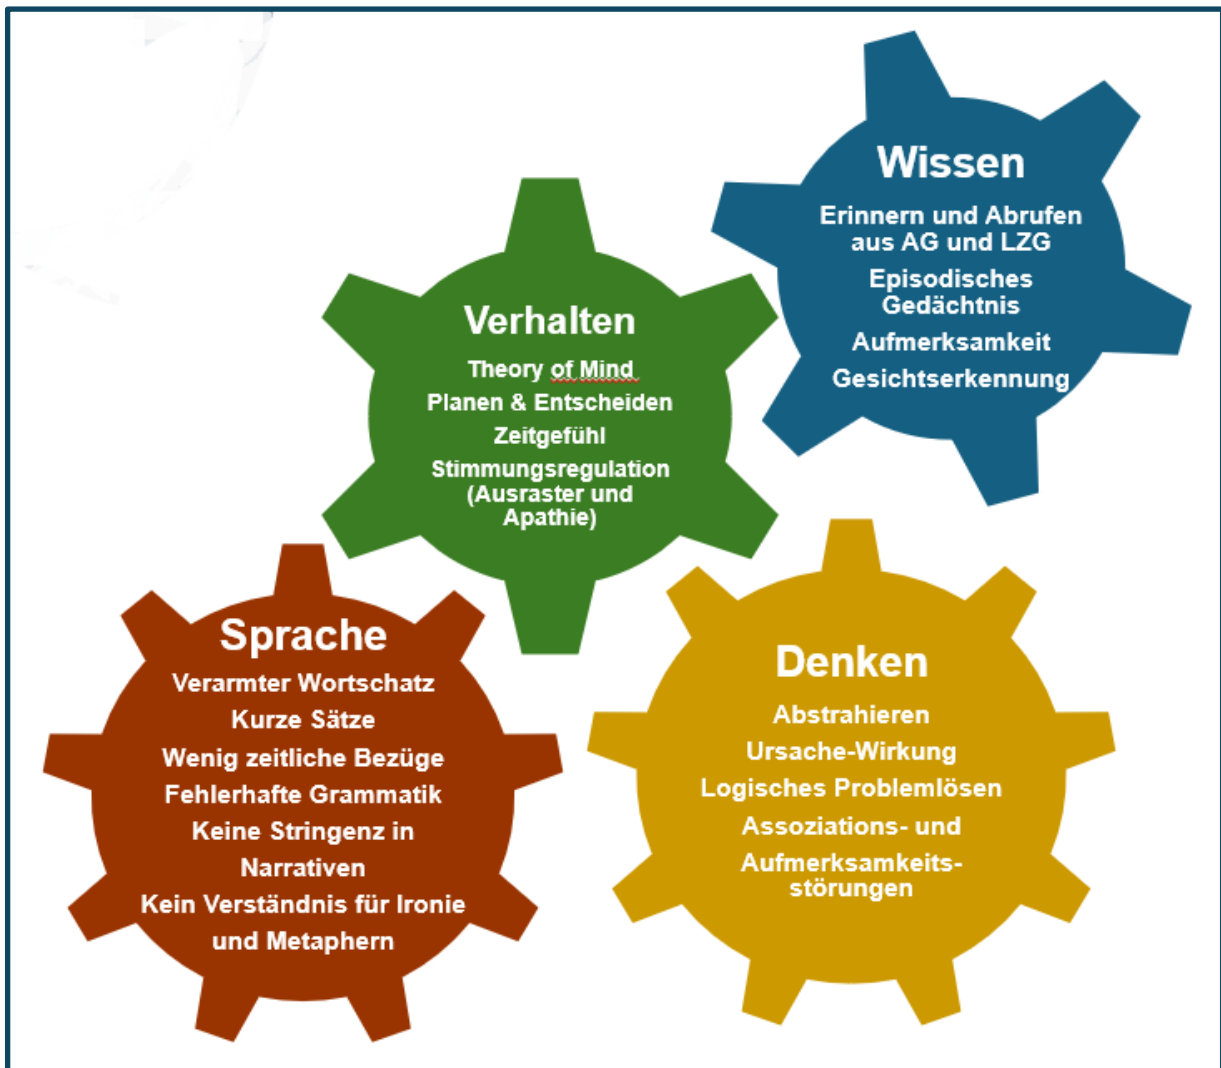 Wissen
Erinnern und Abrufen
aus AG und LZG
Episodisches
Gedächtnis
Aufmerksamkeit
Gesichtserkennung
Verhalten
Theory of Mind
Planen & Entscheiden
Zeitgefühl
Stimmungsregulation
(Ausraster und
Apathie)
Sprache
Verarmter Wortschatz
Kurze Sätze
Wenig zeitliche Bezüge
Fehlerhafte Grammatik
Keine Stringenz in
Narrativen
Kein Verständnis für Ironie
und Metaphern
Denken
Abstrahieren
Ursache-Wirkung
Logisches Problemlösen
Assoziations- und
Aufmerksamkeits-
störungen